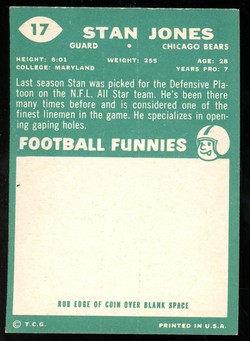 17
STAN JONES
GUARD • CHICAGO BEARS
HEIGHT: 6:01 WEIGHT: 255 AGE: 28
COLLEGE: MARYLAND YEARS PRO: 7
Last season Stan was picked for the Defensive Pla-
toon on the N.F.L. All Star team. He's been there
many times before and is considered one of the
finest linemen in the game. He specializes in open-
ing gaping holes.
FOOTBALL FUNNIES
RUB EDGE OF COIN OVER BLANK SPACE
© T.C.G. PRINTED IN U.S.A.